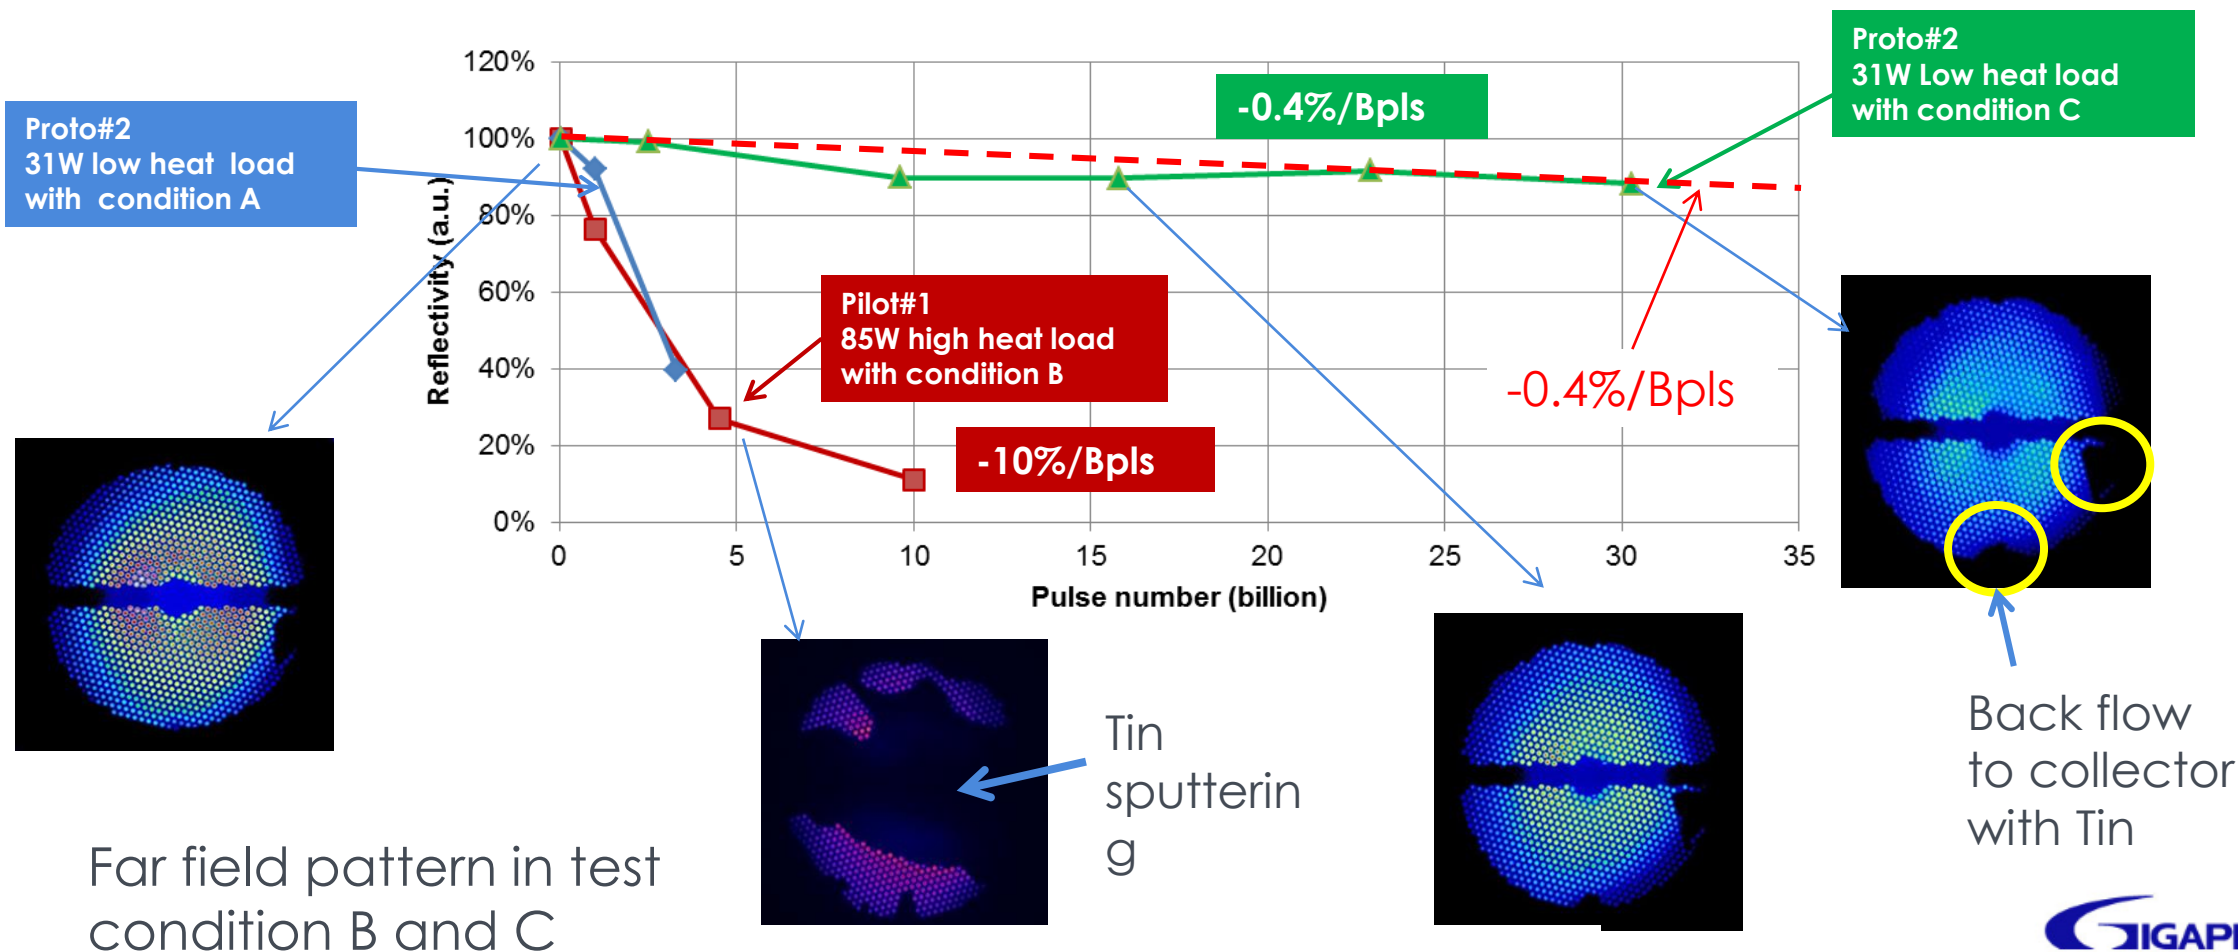 Proto#2
31W low heat load
with condition A
120%
100%
80%
60%
40%
20%
0%
Reflectivity (a.u.)
0
5
10
15
20
25
30
35
Pulse number (billion)
-0.4%/Bpls
Proto#2
31W Low heat load
with condition C
Pilot#1
85W high heat load
with condition B
-10%/Bpls
-0.4%/Bpls
Tin
sputterin
g
Back flow
to collector
with Tin
Far field pattern in test
condition B and C
GIGAP